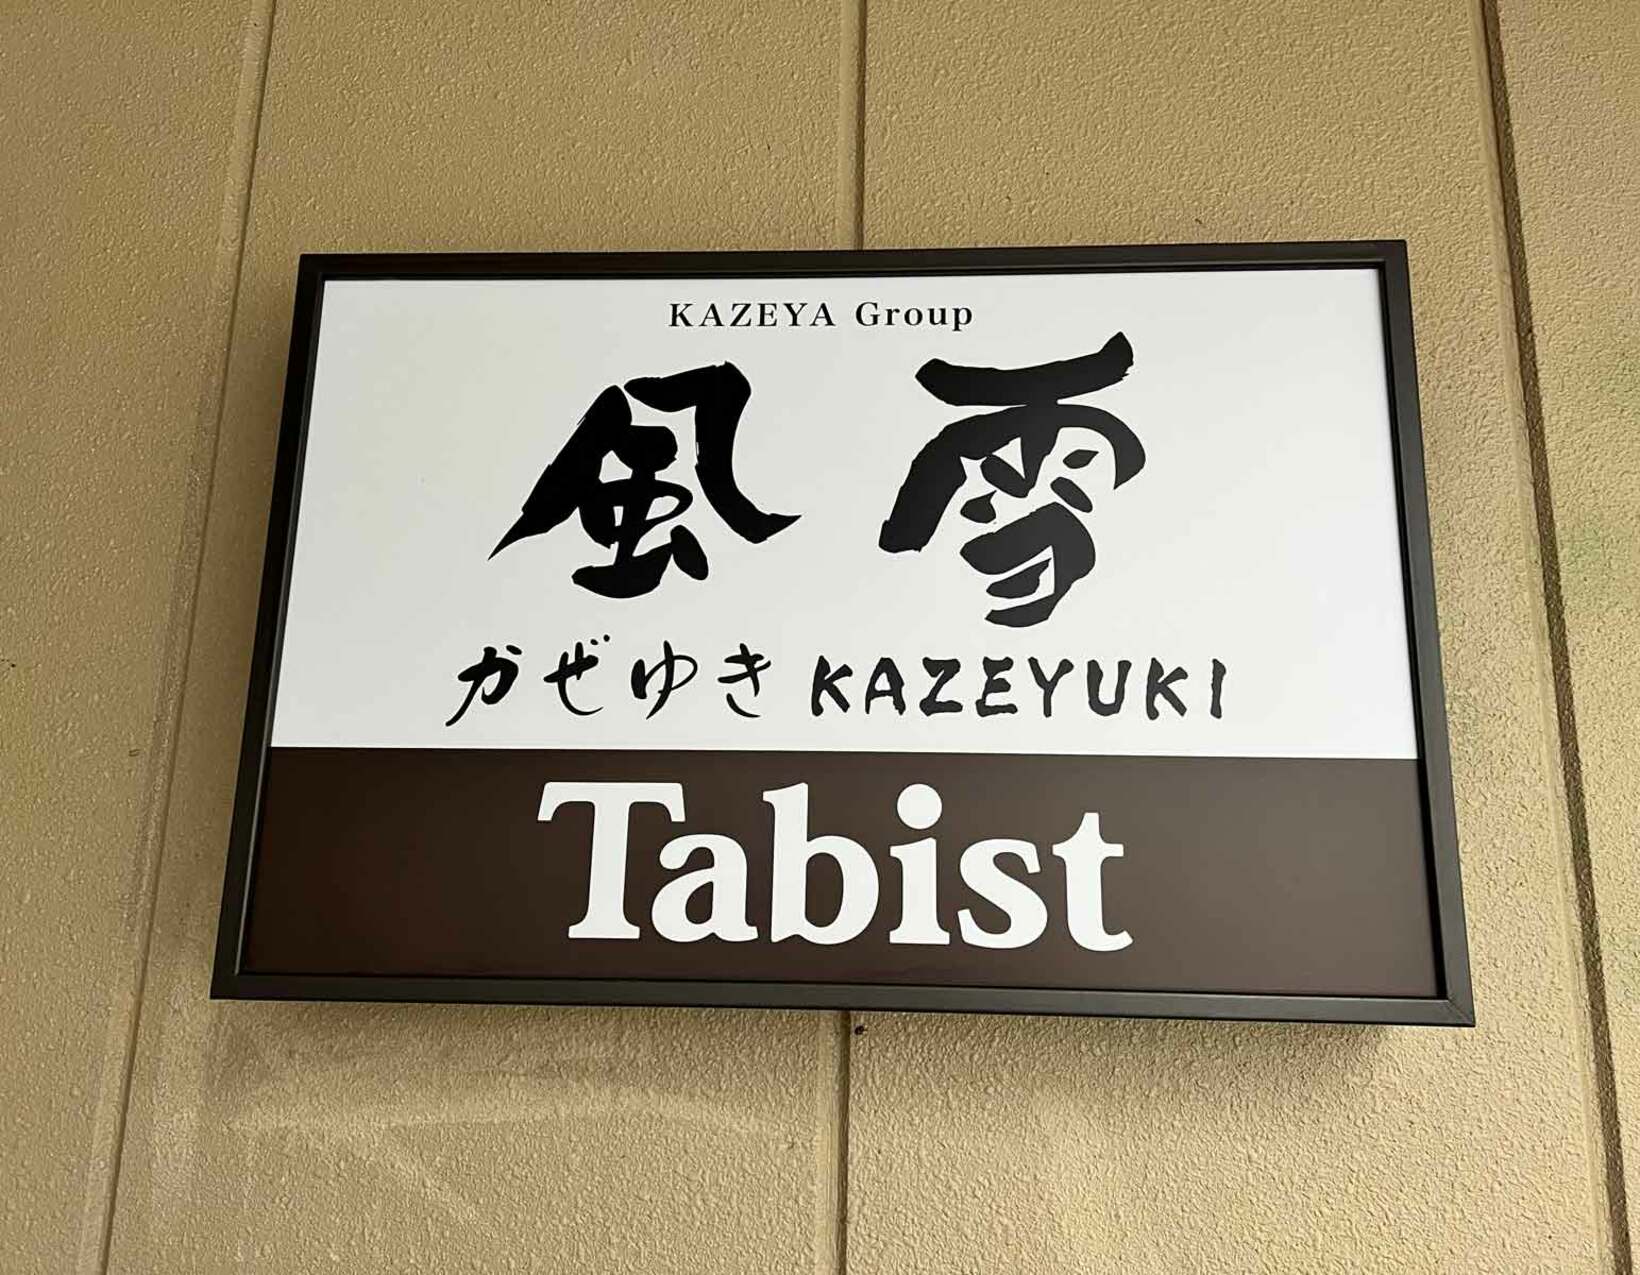 KAZEYA Group
風雪
かぜゆき KAZEYUKI
Tabist